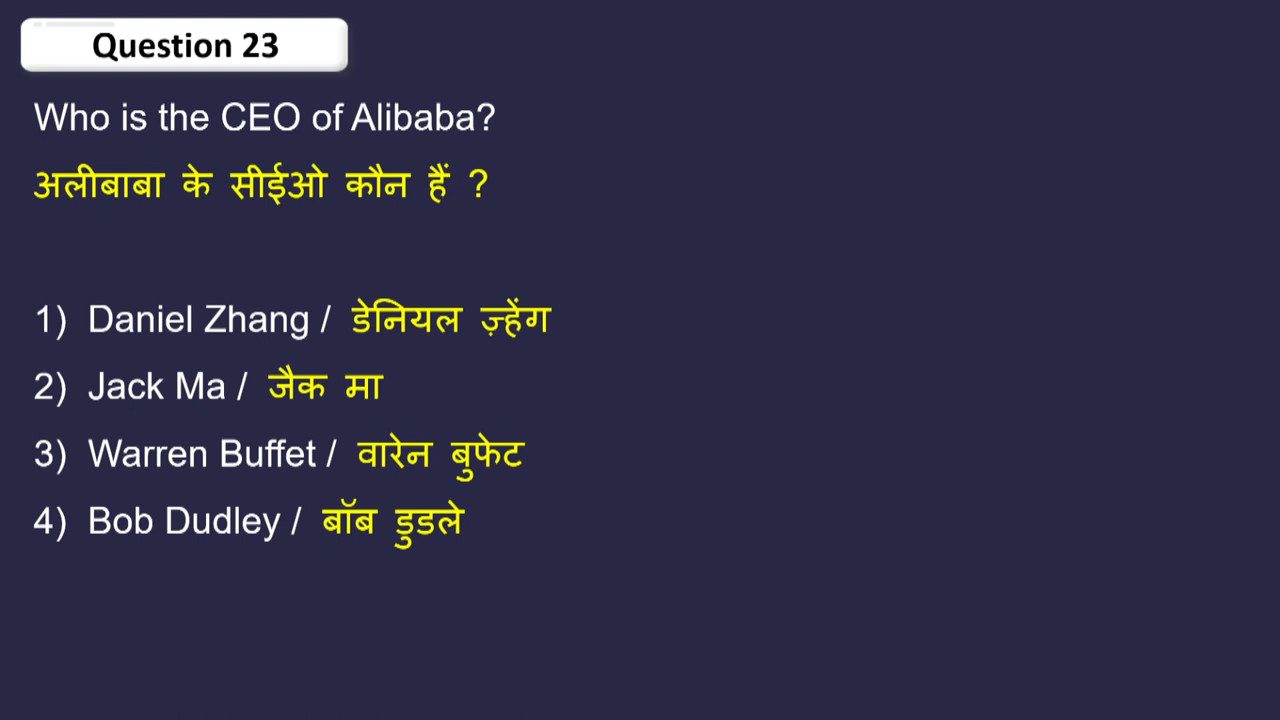 Question 23
Who is the CEO of Alibaba?
अलीबाबा के सीईओ कौन हैं ?
1) Daniel Zhang / डेनियल ज़्हेंग
2) Jack Ma / जैक मा
3) Warren Buffet / वारेन बुफेट
4) Bob Dudley / बॉब डुडले